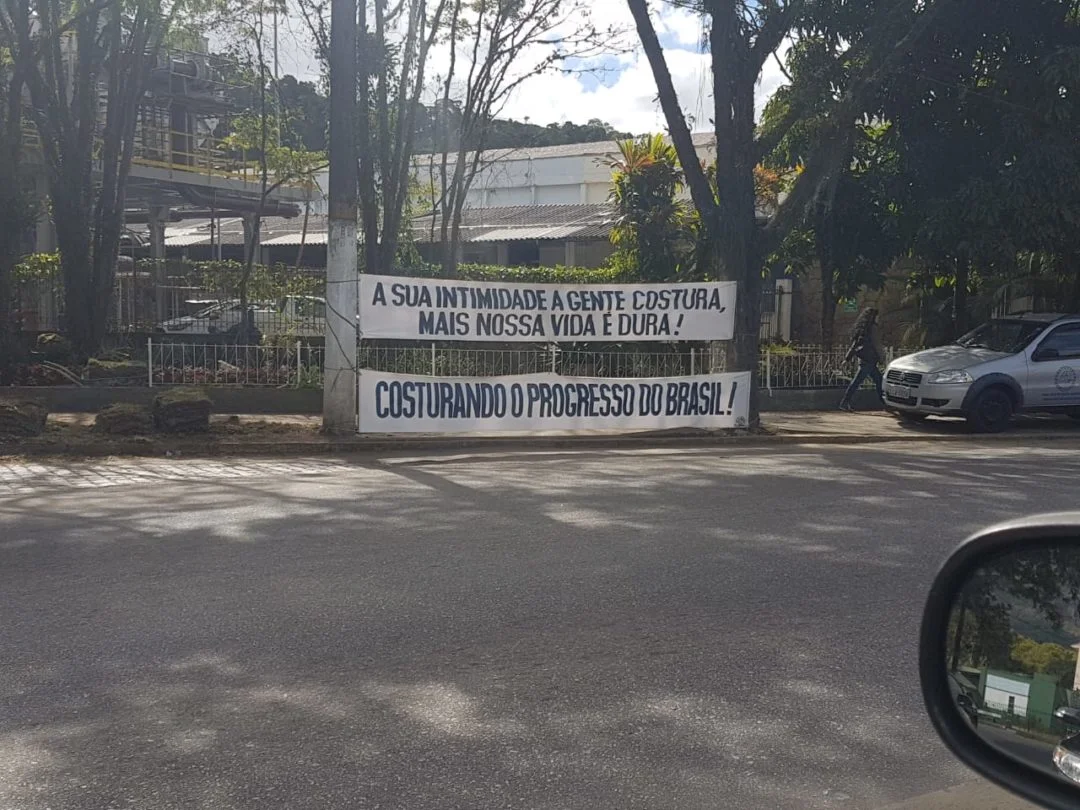 A SUA INTIMIDADE A GENTE COSTURA,
MAIS NOSSA VIDA É DURA!
COSTURANDO O PROGRESSO DO BRASIL!